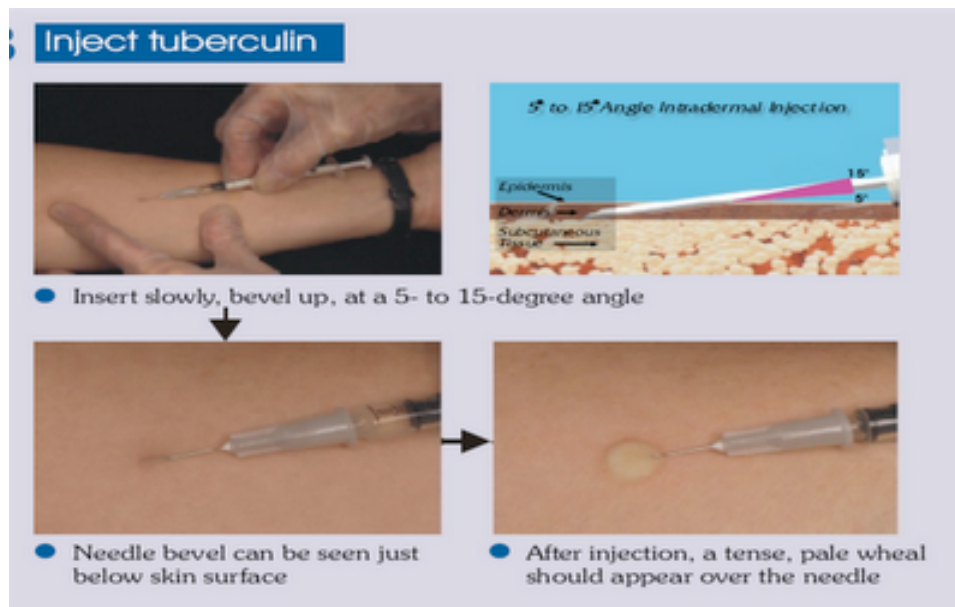 Inject tuberculin
5° to 15° Angle Intradermal Injection.
15°
5°
Epidermis
Dermis
Subcutaneous
Tissue
Insert slowly, bevel up, at a 5- to 15-degree angle
Needle bevel can be seen just
below skin surface
After injection, a tense, pale wheal
should appear over the needle